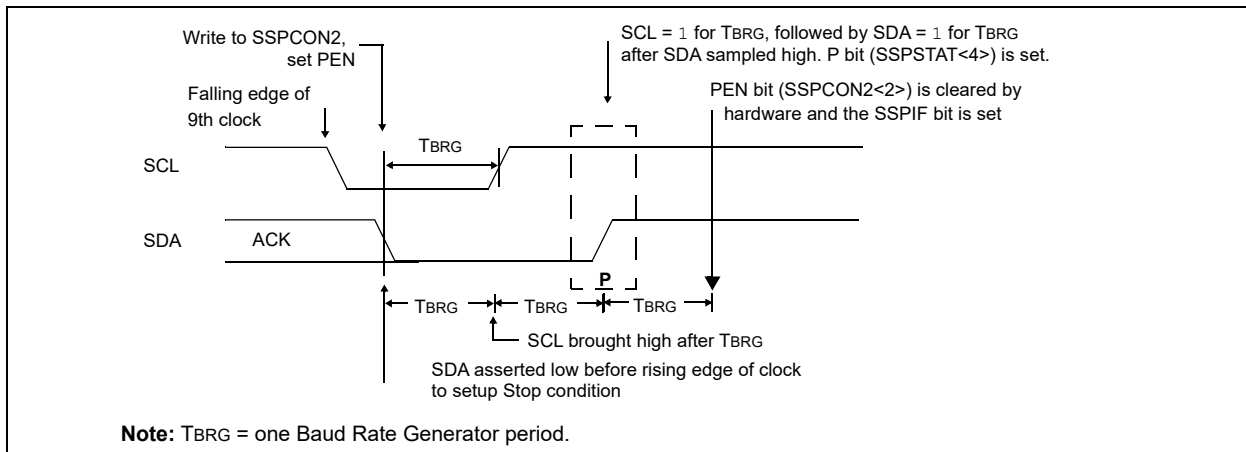 Write to SSPCON2,
set PEN
SCL = 1 for TBRG, followed by SDA = 1 for TBRG
after SDA sampled high. P bit (SSPSTAT<4>) is set.
Falling edge of
9th clock
PEN bit (SSPCON2<2>) is cleared by
hardware and the SSPIF bit is set
TBRG
SCL
SDA
ACK
P
TBRG
TBRG
TBRG
SCL brought high after TBRG
SDA asserted low before rising edge of clock
to setup Stop condition
Note: TBRG = one Baud Rate Generator period.